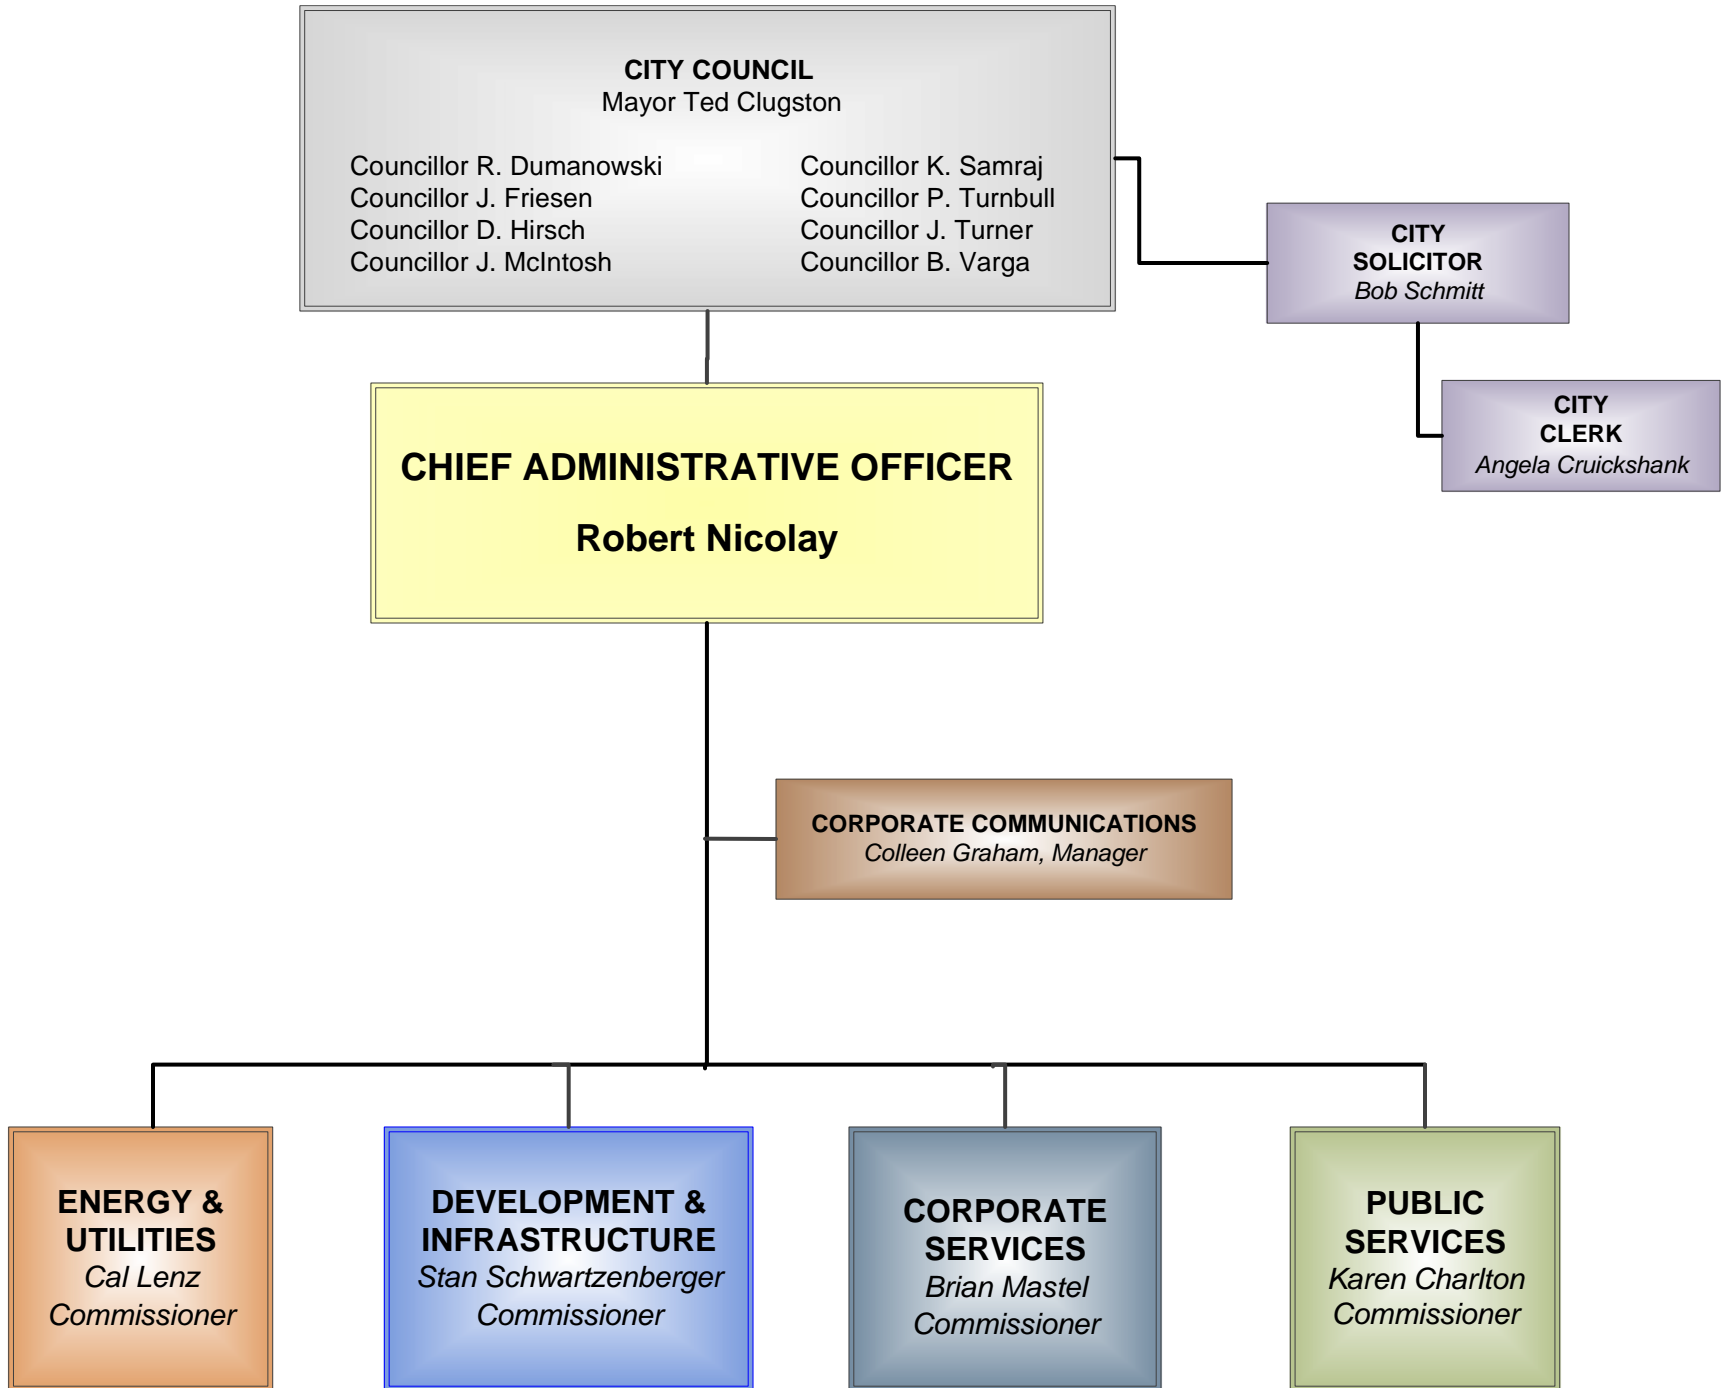 CITY COUNCIL
Mayor Ted Clugston
Councillor R. Dumanowski
Councillor J. Friesen
Councillor D. Hirsch
Councillor J. McIntosh
Councillor K. Samraj
Councillor P. Turnbull
Councillor J. Turner
Councillor B. Varga
CITY
SOLICITOR
Bob Schmitt
CITY
CLERK
Angela Cruickshank
CHIEF ADMINISTRATIVE OFFICER
Robert Nicolay
CORPORATE COMMUNICATIONS
Colleen Graham, Manager
ENERGY &
UTILITIES
Cal Lenz
Commissioner
DEVELOPMENT &
INFRASTRUCTURE
Stan Schwartzenberger
Commissioner
CORPORATE
SERVICES
Brian Mastel
Commissioner
PUBLIC
SERVICES
Karen Charlton
Commissioner